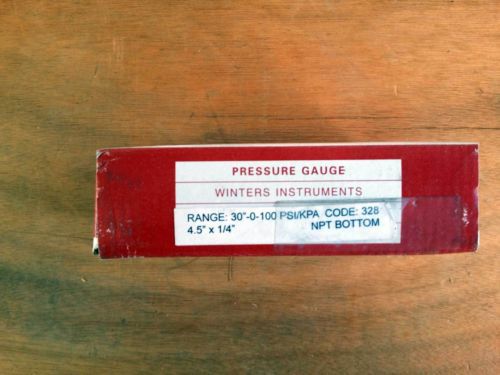 PRESSURE GAUGE
WINTERS INSTRUMENTS
RANGE: 30"-0-100 PSI/KPA CODE: 328
4.5" x 1/4" NPT BOTTOM